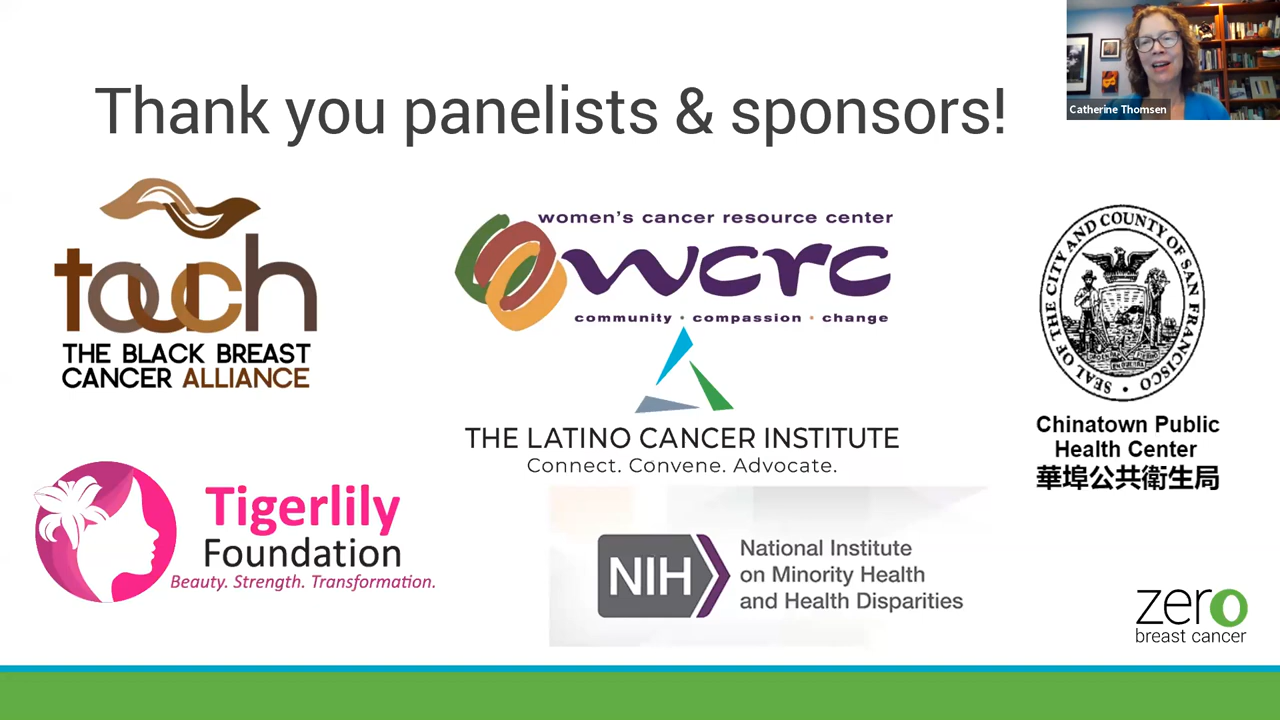 Thank you panelists & sponsors!
Catherine Thomsen
touch
THE BLACK BREAST
CANCER ALLIANCE
women's cancer resource center
wcrc
community • compassion • change
THE LATINO CANCER INSTITUTE
Connect. Convene. Advocate.
SEAL OF THE CITY AND COUNTY OF SAN FRANCISCO
Chinatown Public
Health Center
華埠公共衛生局
Tigerlily
Foundation
Beauty. Strength. Transformation.
NIH
National Institute
on Minority Health
and Health Disparities
zero
breast cancer